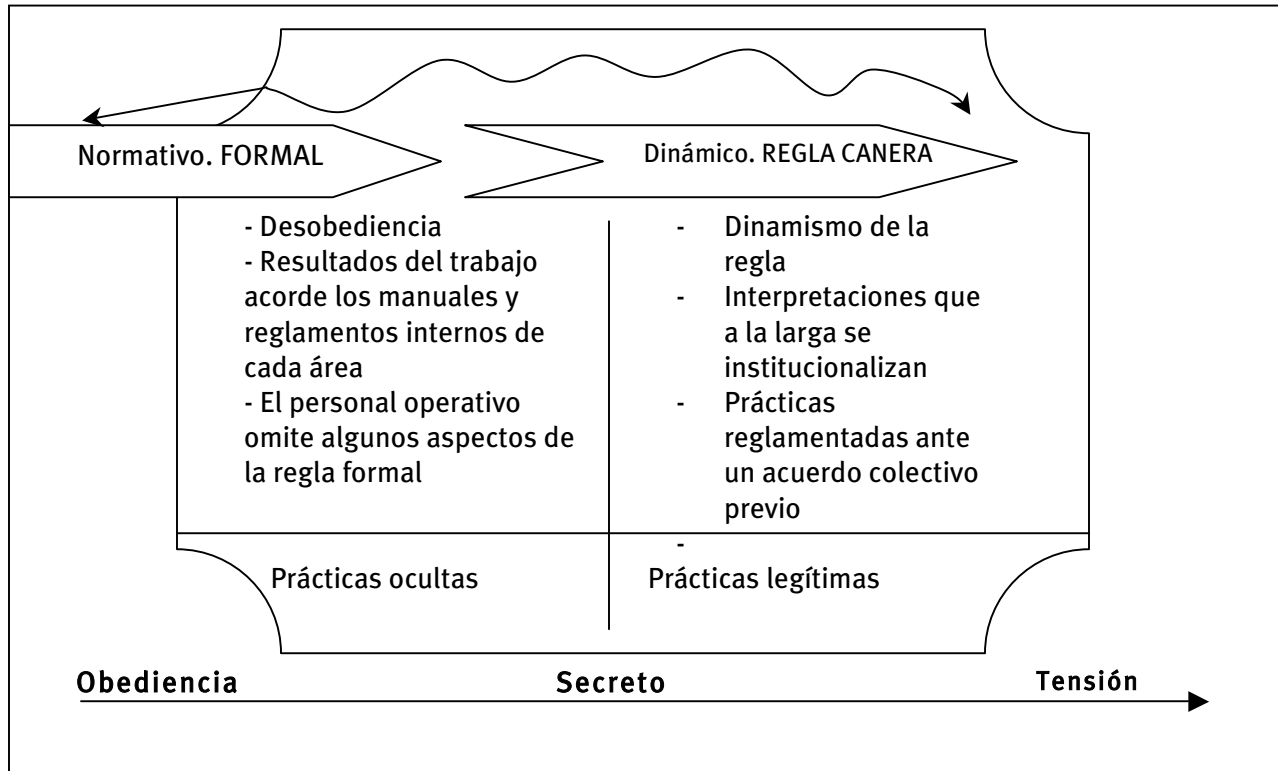 Normativo. FORMAL
Dinámico. REGLA CANERA
- Desobediencia
- Resultados del trabajo
acorde los manuales y
reglamentos internos de
cada área
- El personal operativo
omite algunos aspectos de
la regla formal
- Dinamismo de la
regla
- Interpretaciones que
a la larga se
institucionalizan
- Prácticas
reglamentadas ante
un acuerdo colectivo
previo
-
Prácticas ocultas
Prácticas legítimas
Obediencia
Secreto
Tensión